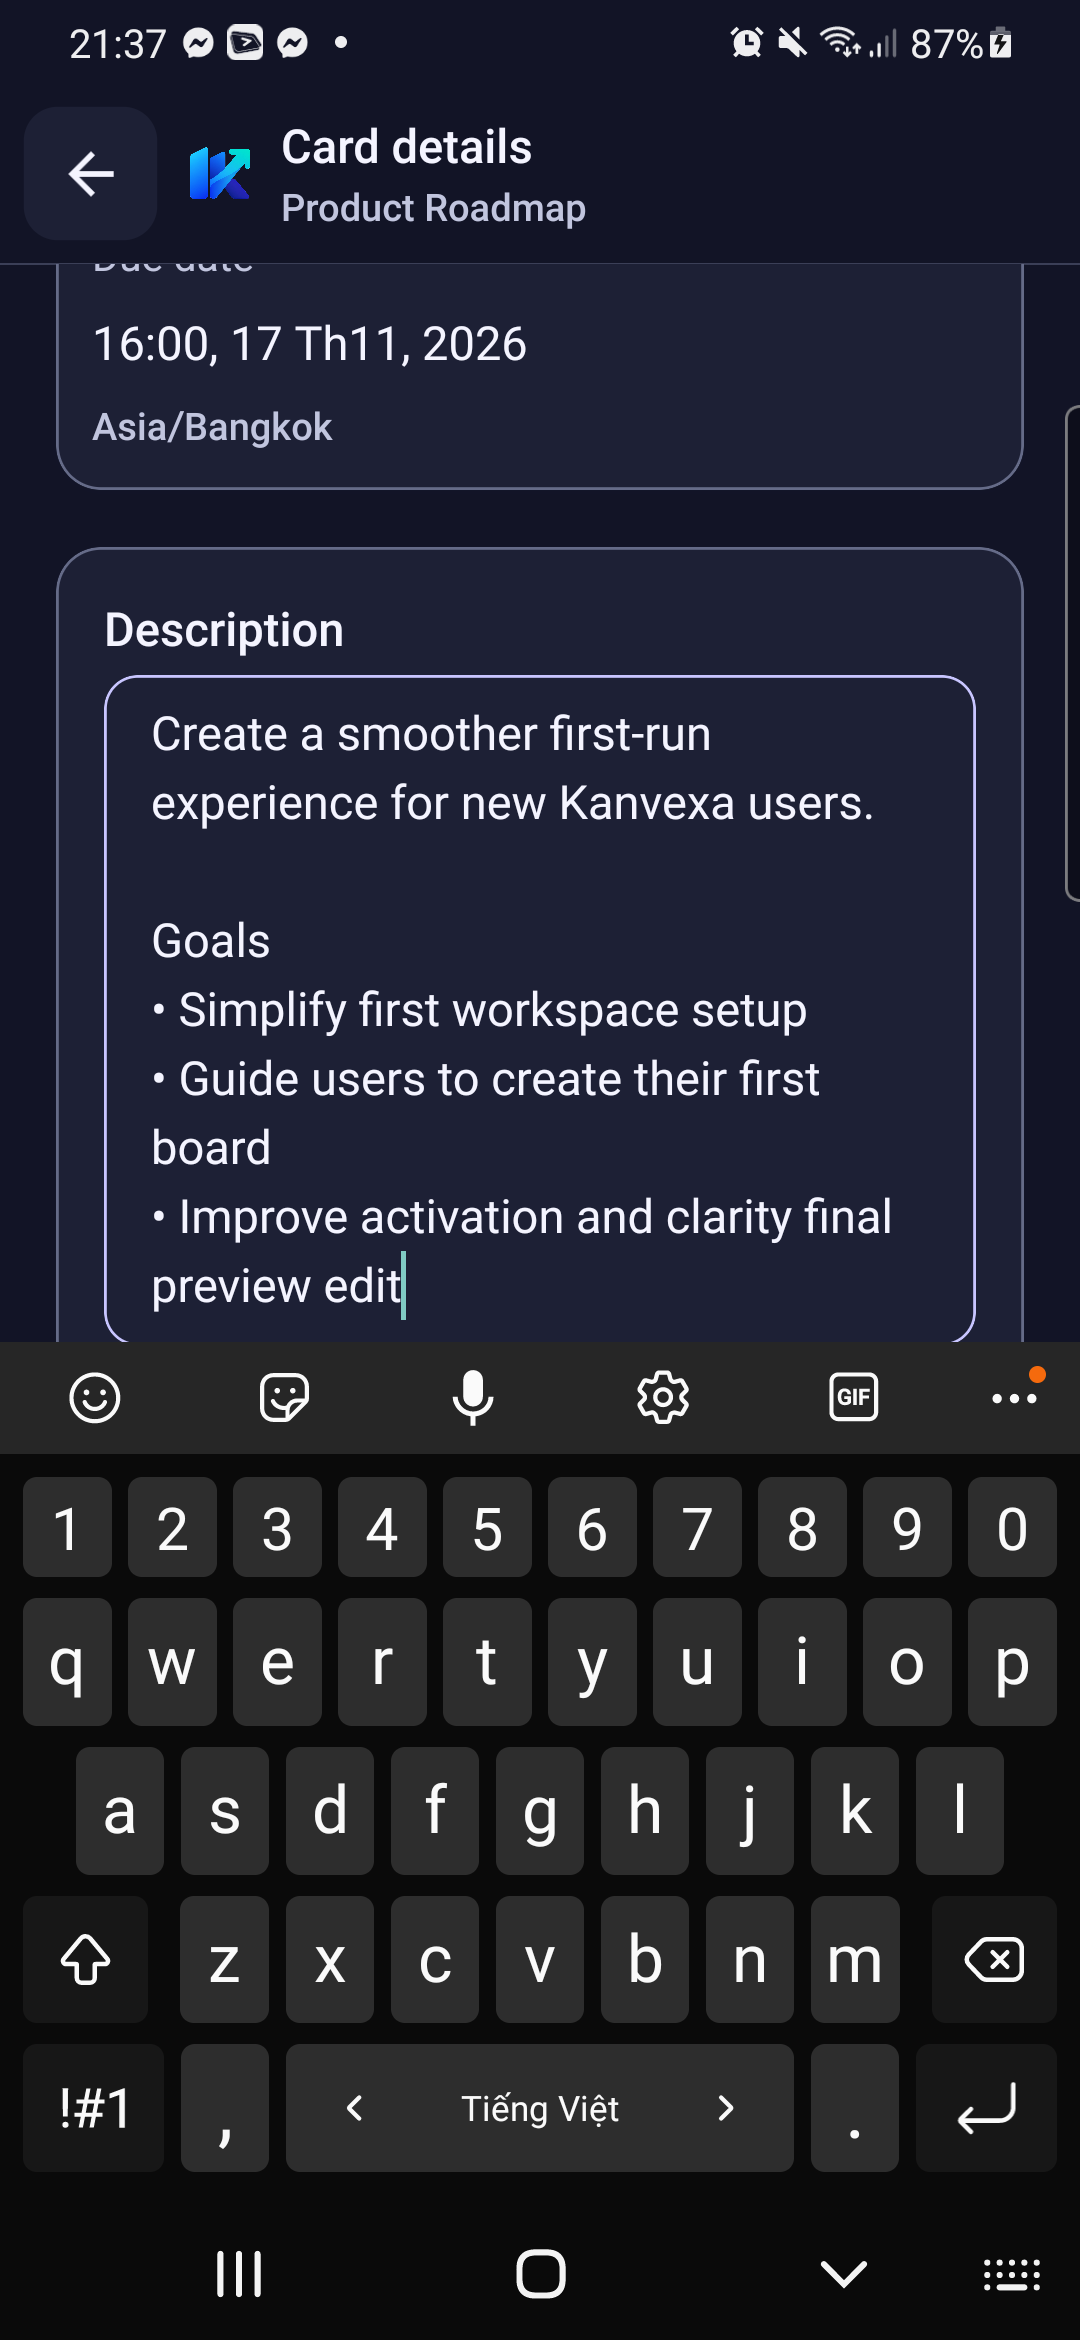 21:37
87%
Card details
Product Roadmap
Due date
16:00, 17 Th11, 2026
Asia/Bangkok
Description
Create a smoother first-run
experience for new Kanvexa users.
Goals
• Simplify first workspace setup
• Guide users to create their first
board
• Improve activation and clarity final
preview edit
GIF
1 2 3 4 5 6 7 8 9 0
q w e r t y u i o p
a s d f g h j k l
z x c v b n m
!#1 , < Tiếng Việt > .